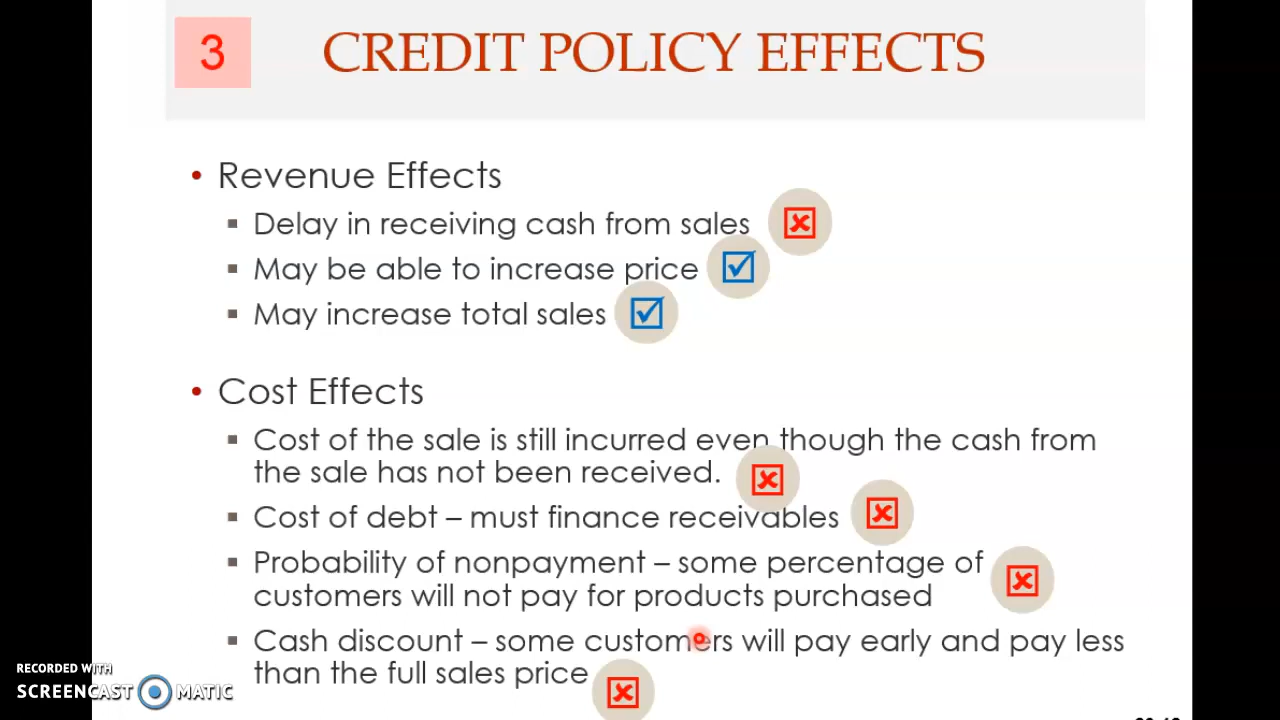 3
CREDIT POLICY EFFECTS
• Revenue Effects
▪ Delay in receiving cash from sales
▪ May be able to increase price
▪ May increase total sales
• Cost Effects
▪ Cost of the sale is still incurred even though the cash from
the sale has not been received.
▪ Cost of debt – must finance receivables
▪ Probability of nonpayment – some percentage of
customers will not pay for products purchased
▪ Cash discount – some customers will pay early and pay less
than the full sales price
RECORDED WITH
SCREENCAST MATIC